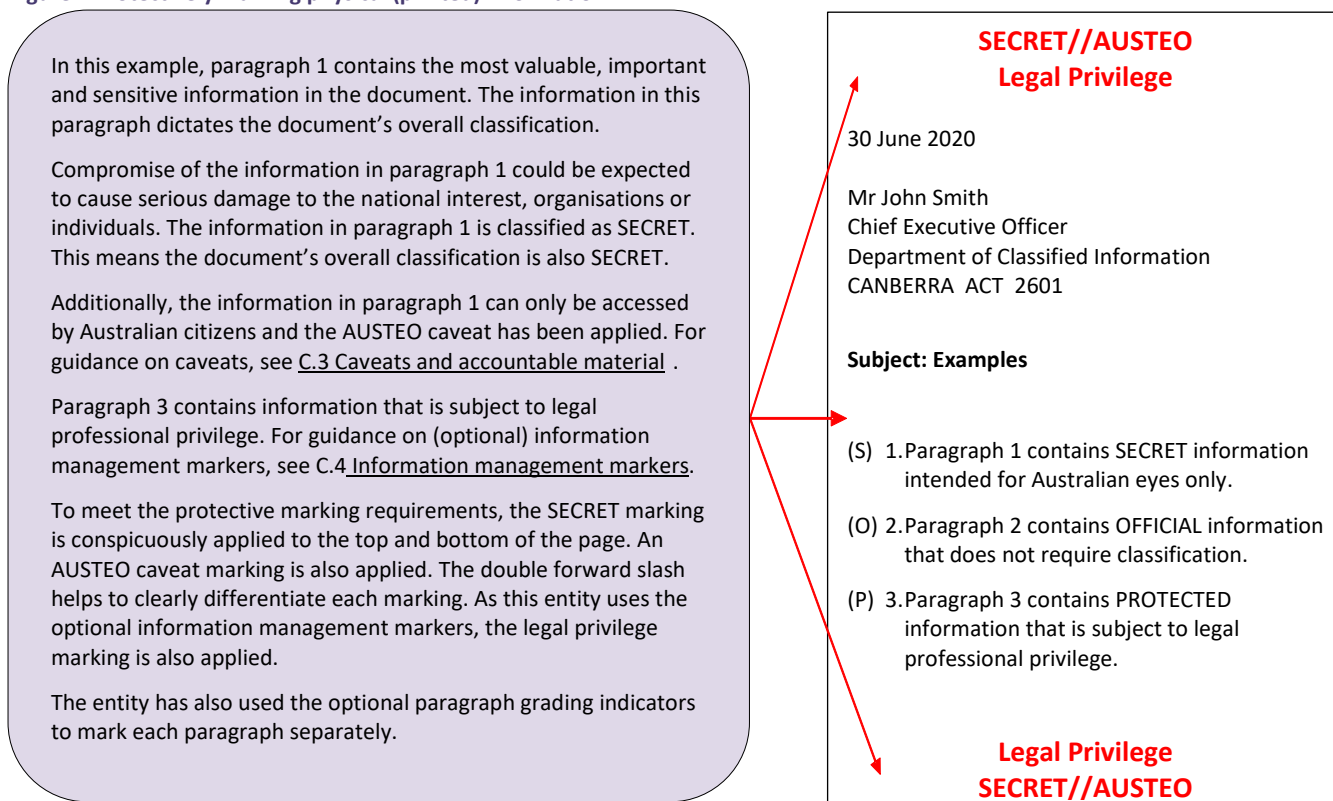 In this example, paragraph 1 contains the most valuable, important
and sensitive information in the document. The information in this
paragraph dictates the document's overall classification.
Compromise of the information in paragraph 1 could be expected
to cause serious damage to the national interest, organisations or
individuals. The information in paragraph 1 is classified as SECRET.
This means the document's overall classification is also SECRET.
Additionally, the information in paragraph 1 can only be accessed
by Australian citizens and the AUSTEO caveat has been applied. For
guidance on caveats, see C.3 Caveats and accountable material .
Paragraph 3 contains information that is subject to legal
professional privilege. For guidance on (optional) information
management markers, see C.4 Information management markers.
To meet the protective marking requirements, the SECRET marking
is conspicuously applied to the top and bottom of the page. An
AUSTEO caveat marking is also applied. The double forward slash
helps to clearly differentiate each marking. As this entity uses the
optional information management markers, the legal privilege
marking is also applied.
The entity has also used the optional paragraph grading indicators
to mark each paragraph separately.
SECRET//AUSTEO
Legal Privilege
30 June 2020
Mr John Smith
Chief Executive Officer
Department of Classified Information
CANBERRA ACT 2601
Subject: Examples
(S) 1.Paragraph 1 contains SECRET information
intended for Australian eyes only.
(O) 2.Paragraph 2 contains OFFICIAL information
that does not require classification.
(P) 3.Paragraph 3 contains PROTECTED
information that is subject to legal
professional privilege.
Legal Privilege
SECRET//AUSTEO